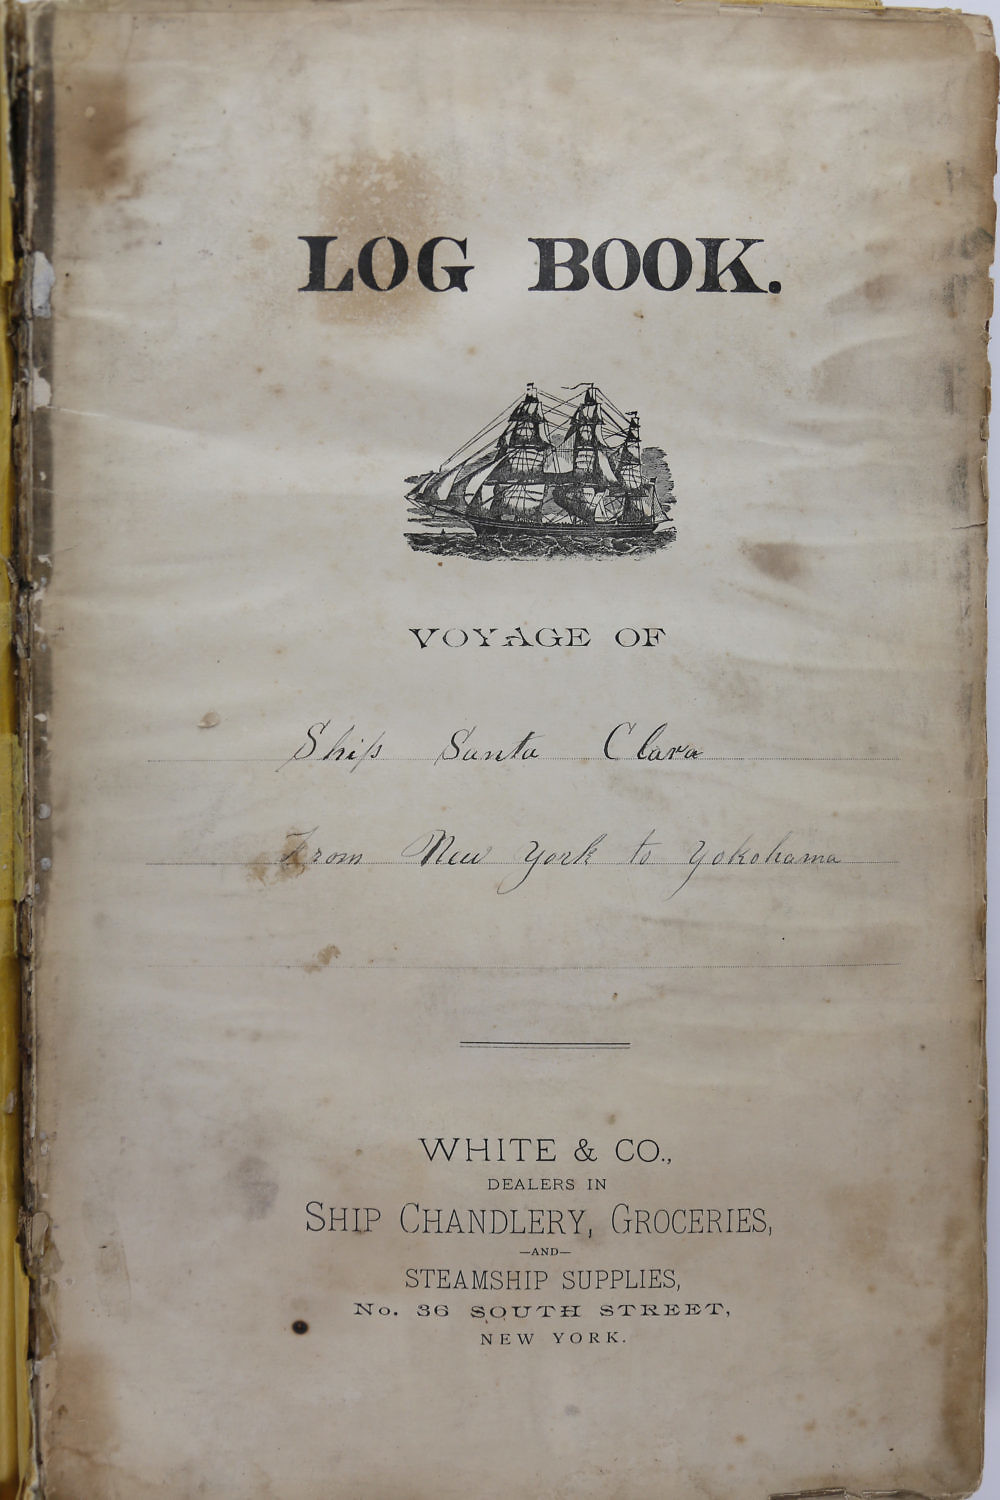 LOG BOOK.
VOYAGE OF
Ship Santa Clara
From New York to Yokohama
WHITE & CO.,
DEALERS IN
SHIP CHANDLERY, GROCERIES,
—AND—
STEAMSHIP SUPPLIES,
No. 36 SOUTH STREET,
NEW YORK.